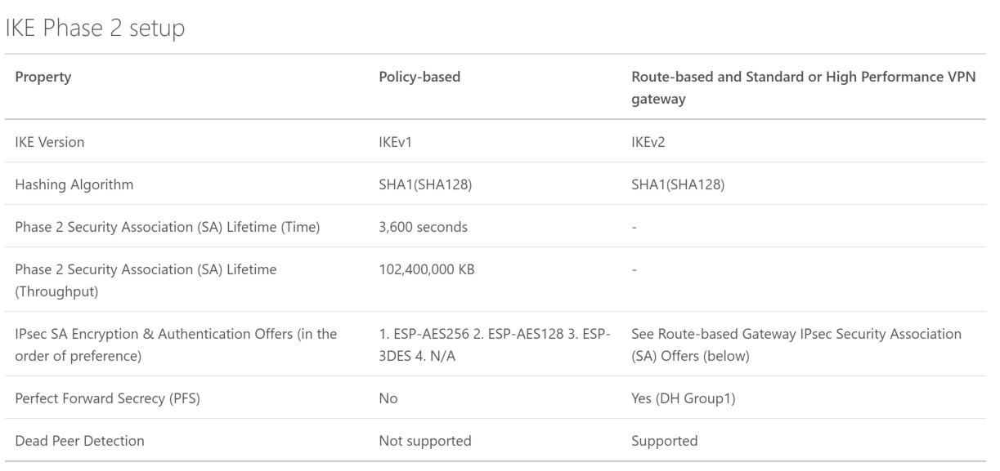 IKE Phase 2 setup
Property Policy-based Route-based and Standard or High Performance VPN
gateway
IKE Version IKEv1 IKEv2
Hashing Algorithm SHA1(SHA128) SHA1(SHA128)
Phase 2 Security Association (SA) Lifetime (Time) 3,600 seconds -
Phase 2 Security Association (SA) Lifetime 102,400,000 KB -
(Throughput)
IPsec SA Encryption & Authentication Offers (in the 1. ESP-AES256 2. ESP-AES128 3. ESP- See Route-based Gateway IPsec Security Association
order of preference) 3DES 4. N/A (SA) Offers (below)
Perfect Forward Secrecy (PFS) No Yes (DH Group1)
Dead Peer Detection Not supported Supported